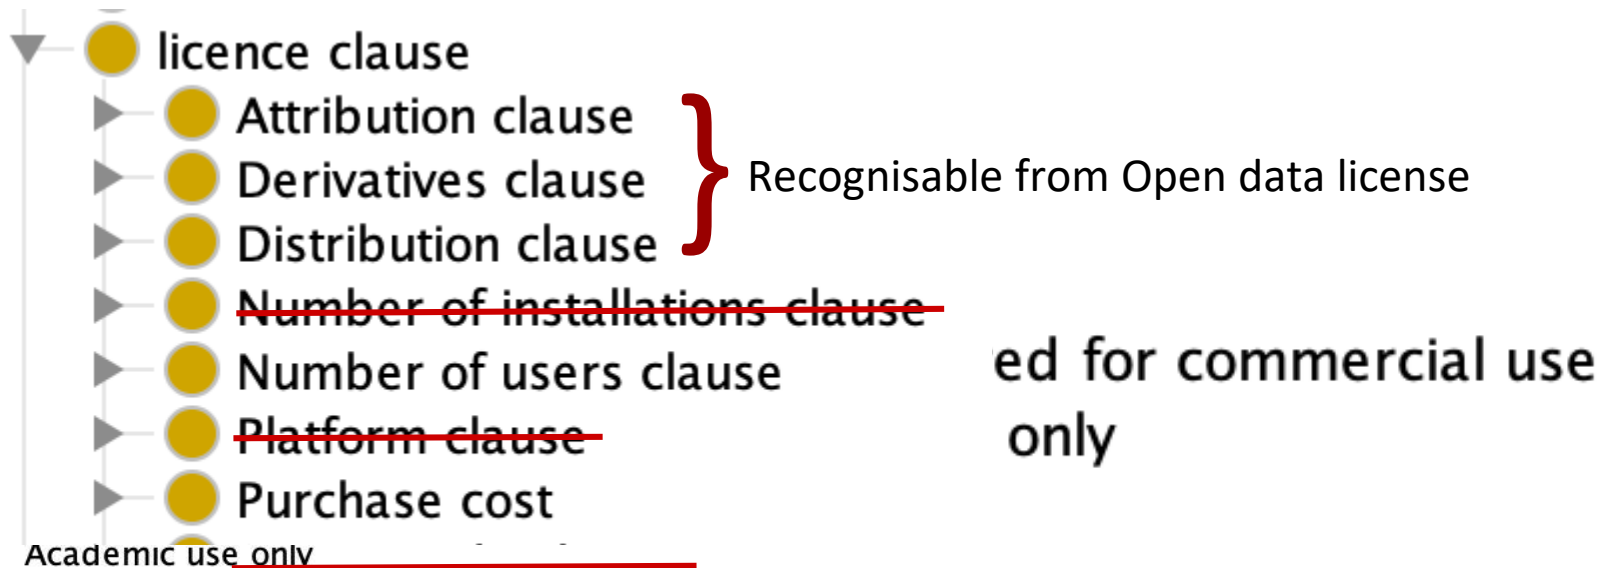 licence clause
Attribution clause
Derivatives clause
Recognisable from Open data license
Distribution clause
Number of installations clause
ed for commercial use
Number of users clause
only
Platform clause
Purchase cost
Academic use only